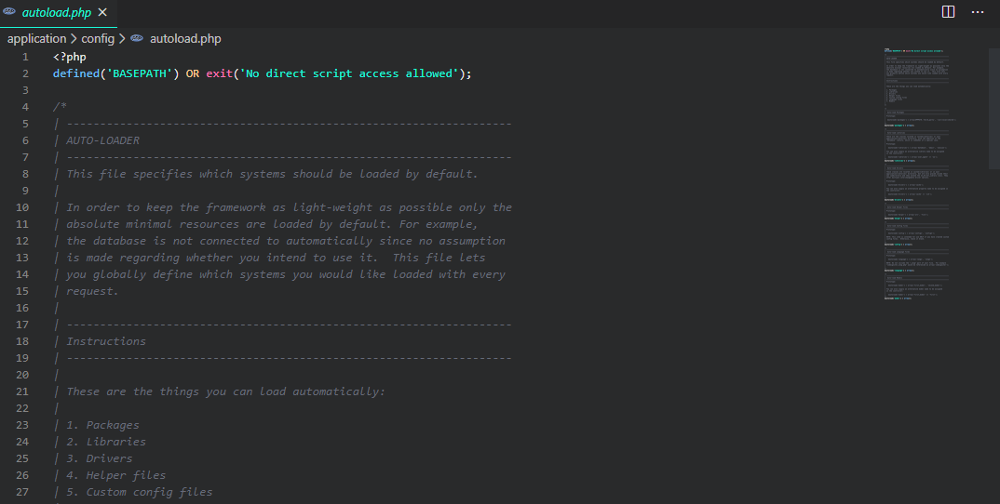 autoload.php
application > config > autoload.php
1 <?php
2 defined('BASEPATH') OR exit('No direct script access allowed');
3
4 /*
5 | -------------------------------------------------------------------
6 | AUTO-LOADER
7 | -------------------------------------------------------------------
8 | This file specifies which systems should be loaded by default.
9 |
10 | In order to keep the framework as light-weight as possible only the
11 | absolute minimal resources are loaded by default. For example,
12 | the database is not connected to automatically since no assumption
13 | is made regarding whether you intend to use it.  This file lets
14 | you globally define which systems you would like loaded with every
15 | request.
16 |
17 | -------------------------------------------------------------------
18 | Instructions
19 | -------------------------------------------------------------------
20 |
21 | These are the things you can load automatically:
22 |
23 | 1. Packages
24 | 2. Libraries
25 | 3. Drivers
26 | 4. Helper files
27 | 5. Custom config files